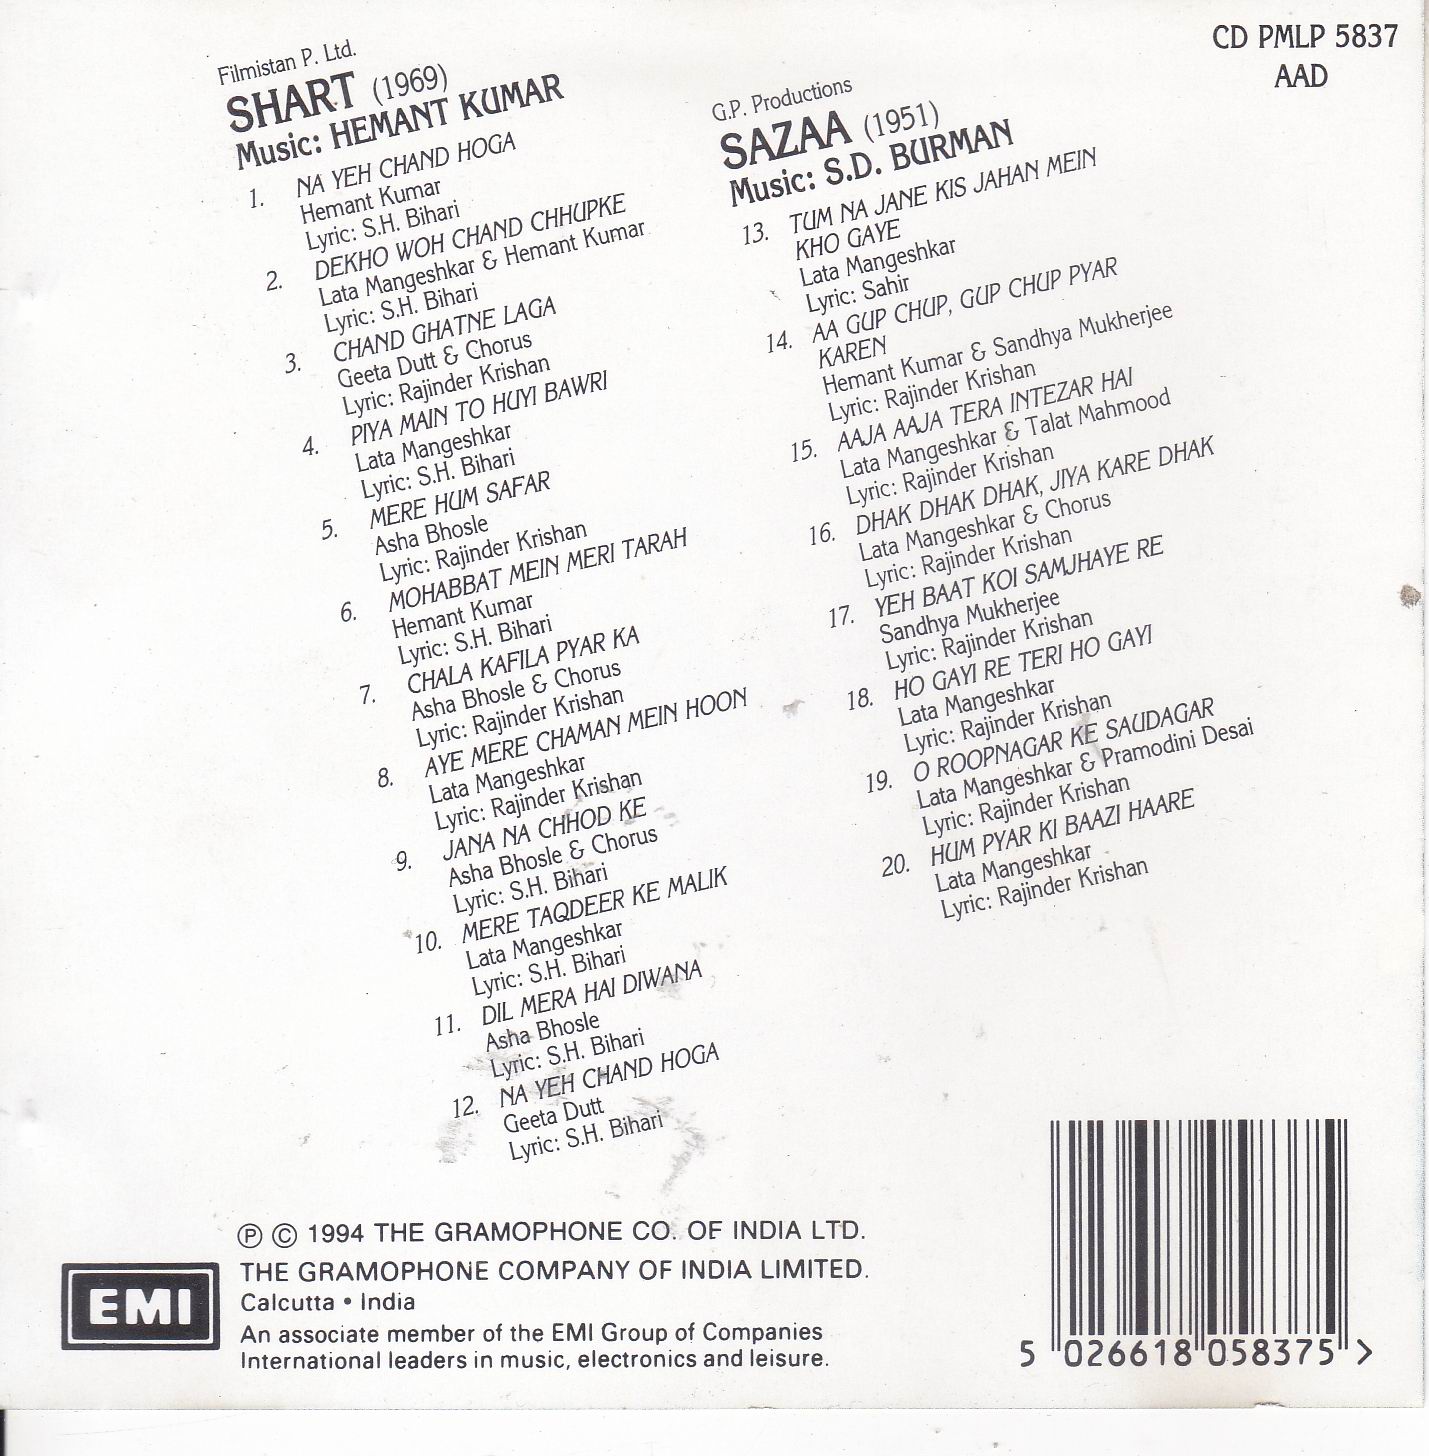 CD PMLP 5837
AAD
Filmistan P. Ltd.
SHART (1969)
Music: HEMANT KUMAR
1. NA YEH CHAND HOGA
Hemant Kumar
Lyric: S.H. Bihari
2. DEKHO WOH CHAND CHHUPKE
Lata Mangeshkar & Hemant Kumar
Lyric: S.H. Bihari
3. CHAND GHATNE LAGA
Geeta Dutt & Chorus
Lyric: Rajinder Krishan
4. PIYA MAIN TO HUYI BAWRI
Lata Mangeshkar
Lyric: S.H. Bihari
5. MERE HUM SAFAR
Asha Bhosle
Lyric: Rajinder Krishan
6. MOHABBAT MEIN MERI TARAH
Hemant Kumar
Lyric: S.H. Bihari
7. CHALA KAFILA PYAR KA
Asha Bhosle & Chorus
Lyric: Rajinder Krishan
8. AYE MERE CHAMAN MEIN HOON
Lata Mangeshkar
Lyric: Rajinder Krishan
9. JANA NA CHHOD KE
Asha Bhosle & Chorus
Lyric: S.H. Bihari
10. MERE TAQDEER KE MALIK
Lata Mangeshkar
Lyric: S.H. Bihari
11. DIL MERA HAI DIWANA
Asha Bhosle
Lyric: S.H. Bihari
12. NA YEH CHAND HOGA
Geeta Dutt
Lyric: S.H. Bihari
G.P. Productions
SAZAA (1951)
Music: S.D. BURMAN
13. TUM NA JANE KIS JAHAN MEIN
KHO GAYE
Lata Mangeshkar
Lyric: Sahir
14. AA GUP CHUP, GUP CHUP PYAR
KAREN
Hemant Kumar & Sandhya Mukherjee
Lyric: Rajinder Krishan
15. AAJA AAJA TERA INTEZAR HAI
Lata Mangeshkar & Talat Mahmood
Lyric: Rajinder Krishan
16. DHAK DHAK DHAK, JIYA KARE DHAK
Lata Mangeshkar & Chorus
Lyric: Rajinder Krishan
17. YEH BAAT KOI SAMJHAYE RE
Sandhya Mukherjee
Lyric: Rajinder Krishan
18. HO GAYI RE TERI HO GAYI
Lata Mangeshkar
Lyric: Rajinder Krishan
19. O ROOPNAGAR KE SAUDAGAR
Lata Mangeshkar & Pramodini Desai
Lyric: Rajinder Krishan
20. HUM PYAR KI BAAZI HAARE
Lata Mangeshkar
Lyric: Rajinder Krishan
Ⓟ © 1994 THE GRAMOPHONE CO. OF INDIA LTD.
EMI
THE GRAMOPHONE COMPANY OF INDIA LIMITED.
Calcutta • India
An associate member of the EMI Group of Companies
International leaders in music, electronics and leisure.
5 026618 058375 >